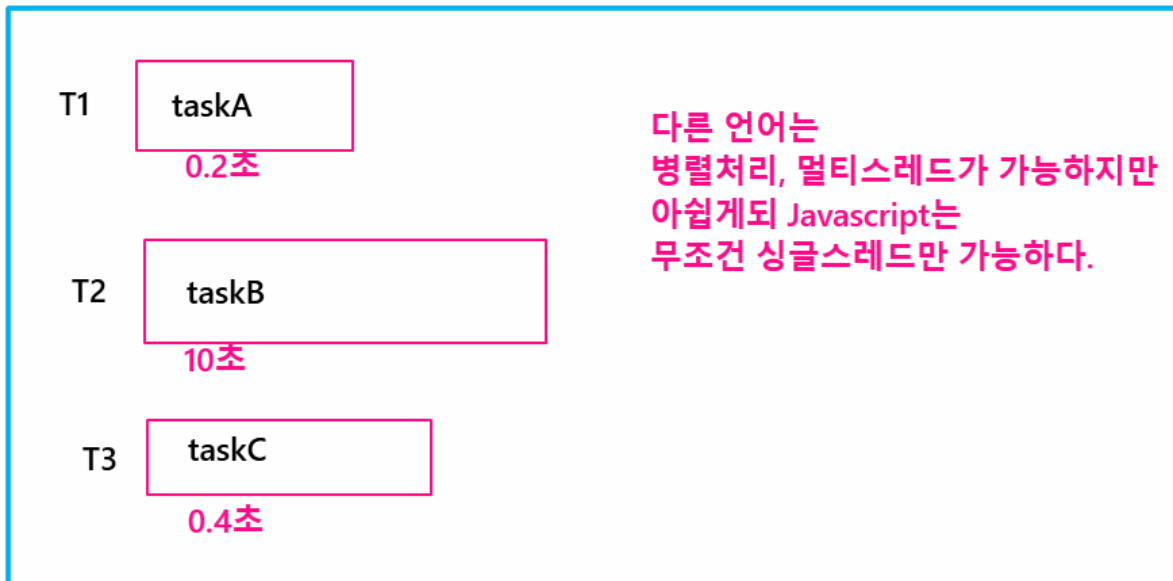 T1
taskA
0.2초
다른 언어는
병렬처리, 멀티스레드가 가능하지만
아쉽게되 Javascript는
무조건 싱글스레드만 가능하다.
T2
taskB
10초
T3
taskC
0.4초